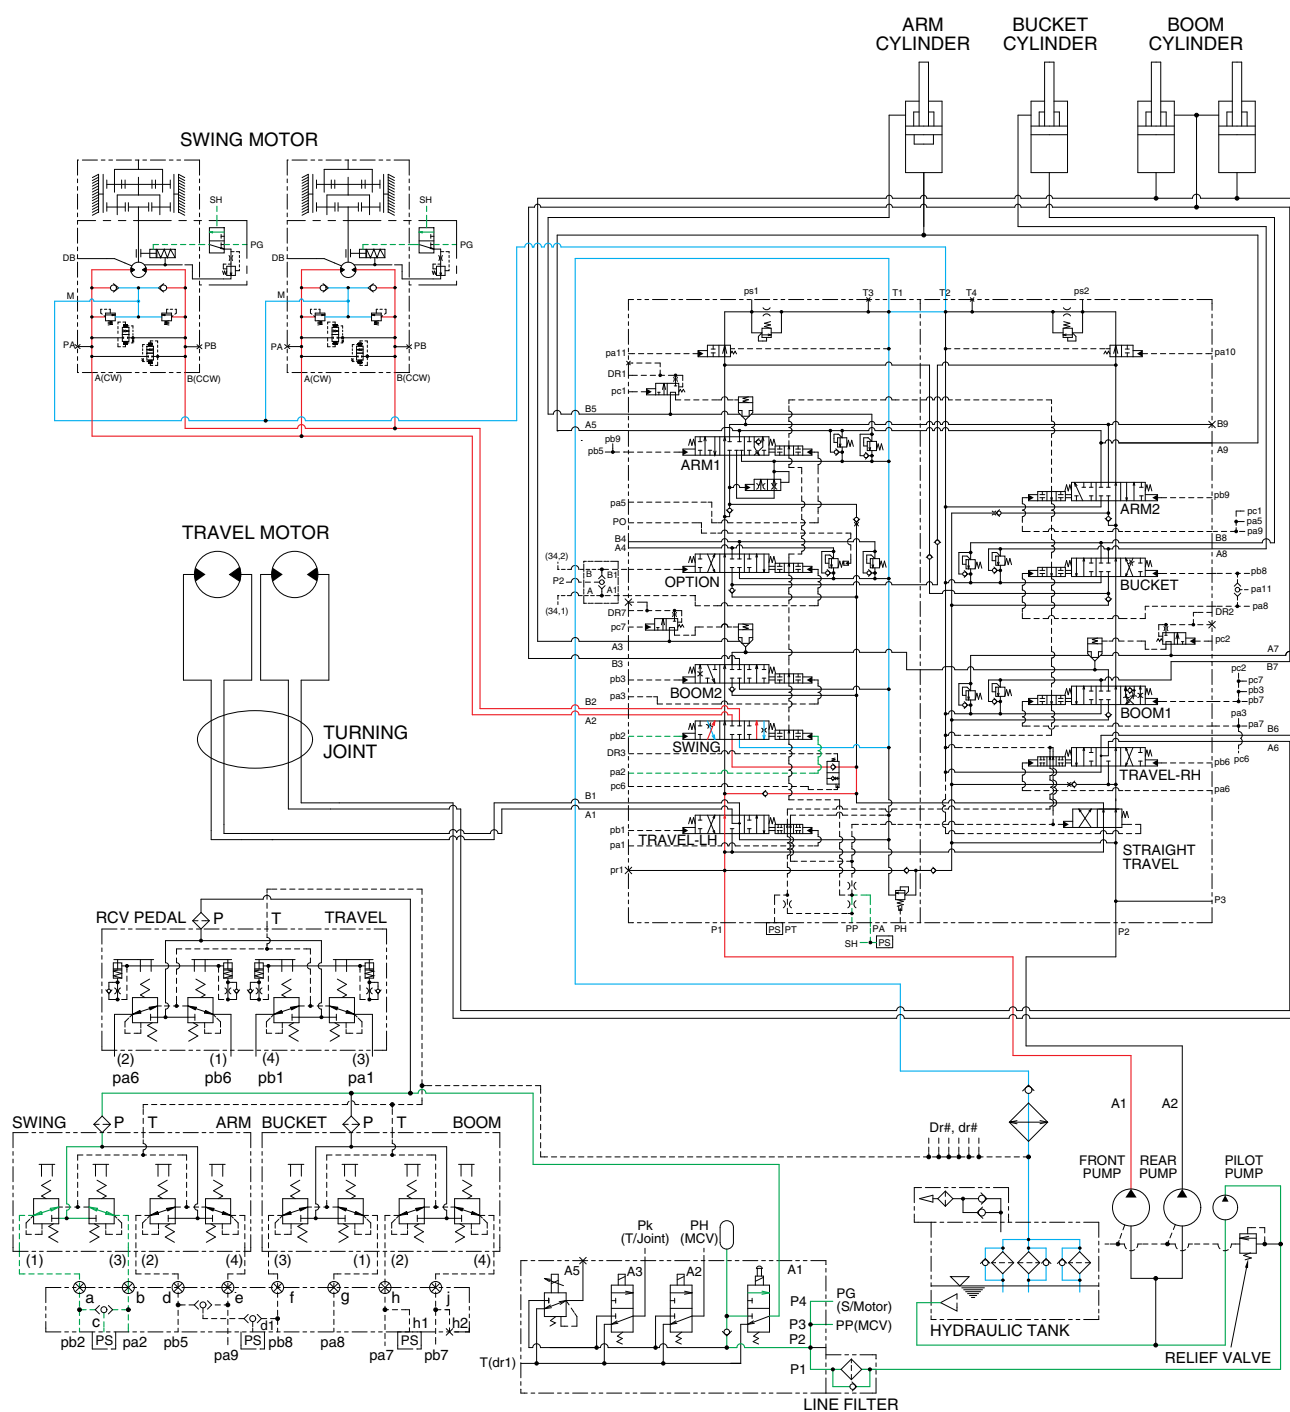 ARM
CYLINDER
BUCKET
CYLINDER
BOOM
CYLINDER
SWING MOTOR
SH
SH
PG
PG
DB
DB
M
M
PA
PB
PA
PB
A(CW)
B(CCW)
A(CW)
B(CCW)
ps1
T3
T1
T2
T4
ps2
pa11
pa10
DR1
pc1
B5
A5
B9
A9
pb9
pb5
ARM1
pa5
PO
B4
A4
ARM2
pb9
pc1
pa5
pa9
B8
A8
(34,2)
P2
B
B1
A
A1
(34,1)
OPTION
BUCKET
pb8
pa11
pa8
DR7
pc7
DR2
pc2
A3
B3
pb3
pa3
BOOM2
A7
B7
pc2
pc7
pb3
pb7
BOOM1
pa3
pa7
B2
A2
pb2
SWING
DR3
pa2
pc6
B6
A6
pc6
TRAVEL-RH
pb6
pa6
B1
A1
pb1
TRAVEL-LH
pa1
STRAIGHT
TRAVEL
pr1
P3
P1
PS
PT
PP
PA
PH
P2
SH
PS
TRAVEL MOTOR
TURNING
JOINT
RCV PEDAL
P
T
TRAVEL
(2)
(1)
(4)
(3)
pa6
pb6
pb1
pa1
SWING
P
T
ARM
BUCKET
P
T
BOOM
(1)
(3)
(2)
(4)
(3)
(1)
(2)
(4)
a
b
d
e
f
g
h
j
c
d1
h1
h2
PS
PS
PS
pb2
pa2
pb5
pa9
pb8
pa8
pa7
pb7
A1
A2
Dr#, dr#
FRONT
PUMP
REAR
PUMP
PILOT
PUMP
HYDRAULIC TANK
RELIEF VALVE
Pk
(T/Joint)
PH
(MCV)
A5
A3
A2
A1
P4
P3
P2
P1
PG
(S/Motor)
PP(MCV)
T(dr1)
LINE FILTER